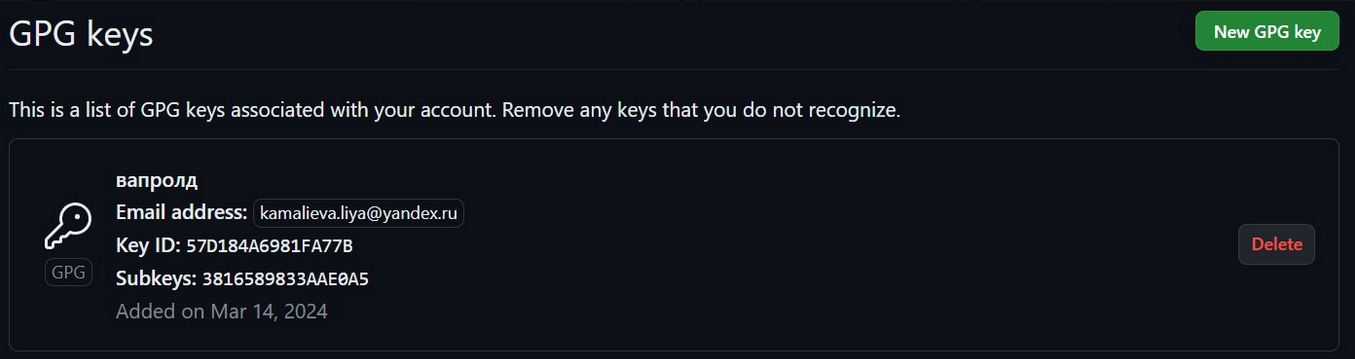 GPG keys
New GPG key
This is a list of GPG keys associated with your account. Remove any keys that you do not recognize.
вапролд
Email address: kamalieva.liya@yandex.ru
Key ID: 57D184A6981FA77B
GPG
Subkeys: 3816589833AAE0A5
Added on Mar 14, 2024
Delete